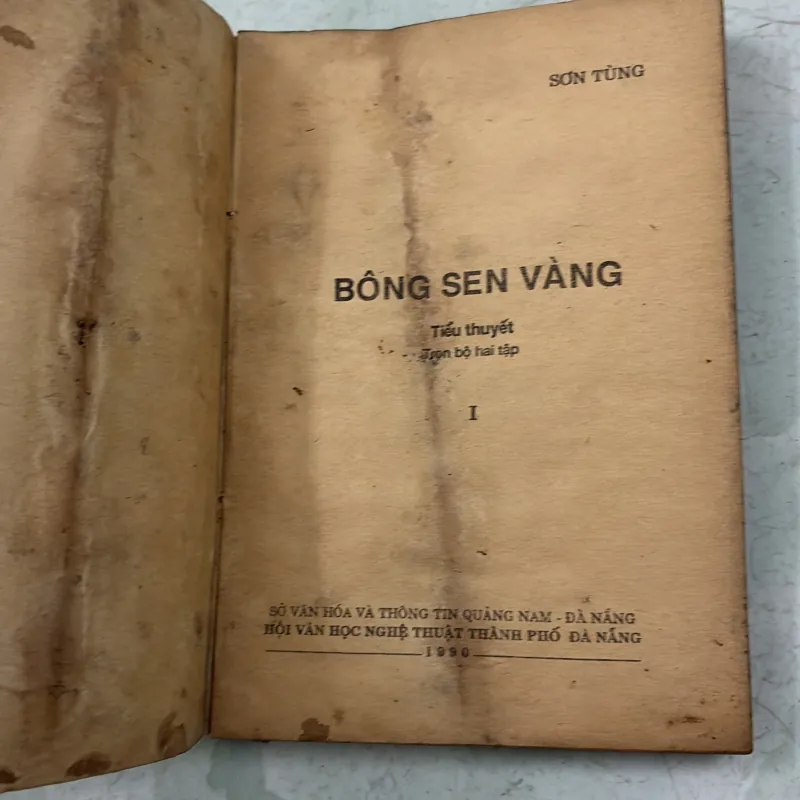 SƠN TÙNG
BÔNG SEN VÀNG
Tiểu thuyết
Trọn bộ hai tập
I
SỞ VĂN HÓA VÀ THÔNG TIN QUẢNG NAM - ĐÀ NẴNG
HỘI VĂN HỌC NGHỆ THUẬT THÀNH PHỐ ĐÀ NẴNG
1990